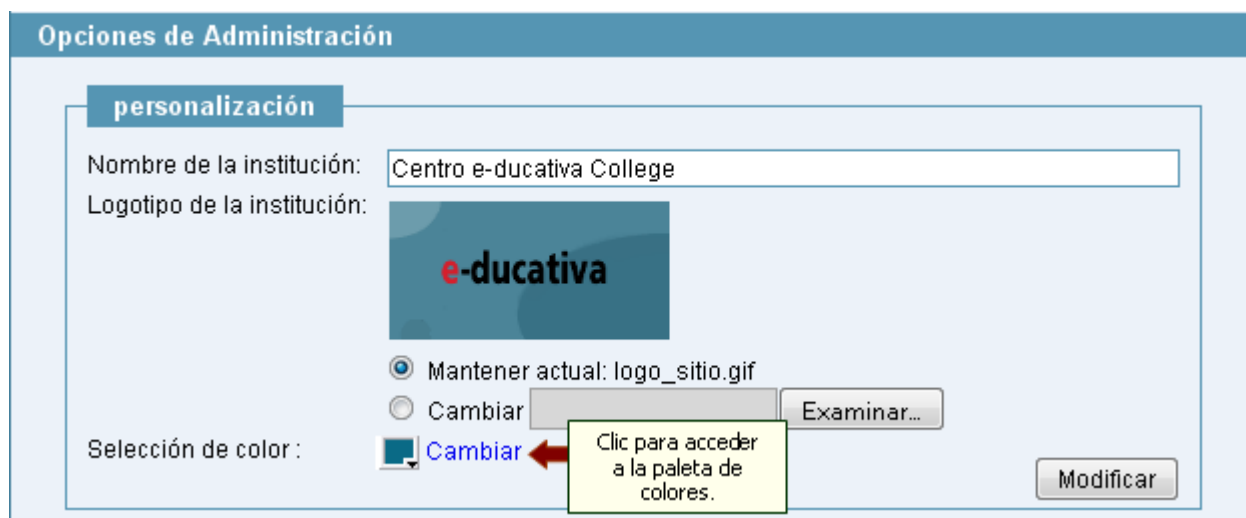 Opciones de Administración
personalización
Nombre de la institución: Centro e-ducativa College
Logotipo de la institución:
e-ducativa
Mantener actual: logo_sitio.gif
Cambiar Examinar...
Selección de color : Cambiar
Clic para acceder
a la paleta de
colores.
Modificar